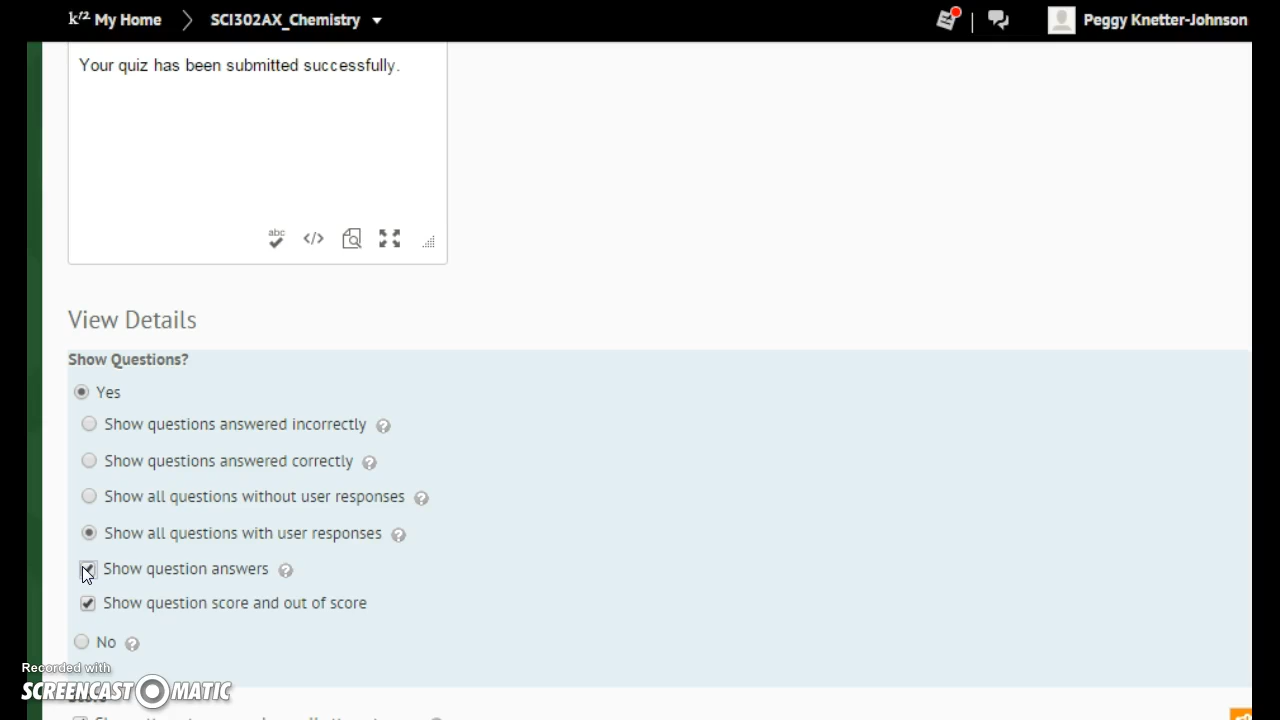 k¹² My Home SCI302AX_Chemistry Peggy Knetter-Johnson
Your quiz has been submitted successfully.
abc </>
View Details
Show Questions?
Yes
Show questions answered incorrectly ?
Show questions answered correctly ?
Show all questions without user responses ?
Show all questions with user responses ?
Show question answers ?
Show question score and out of score
No ?
Recorded with
SCREENCAST MATIC